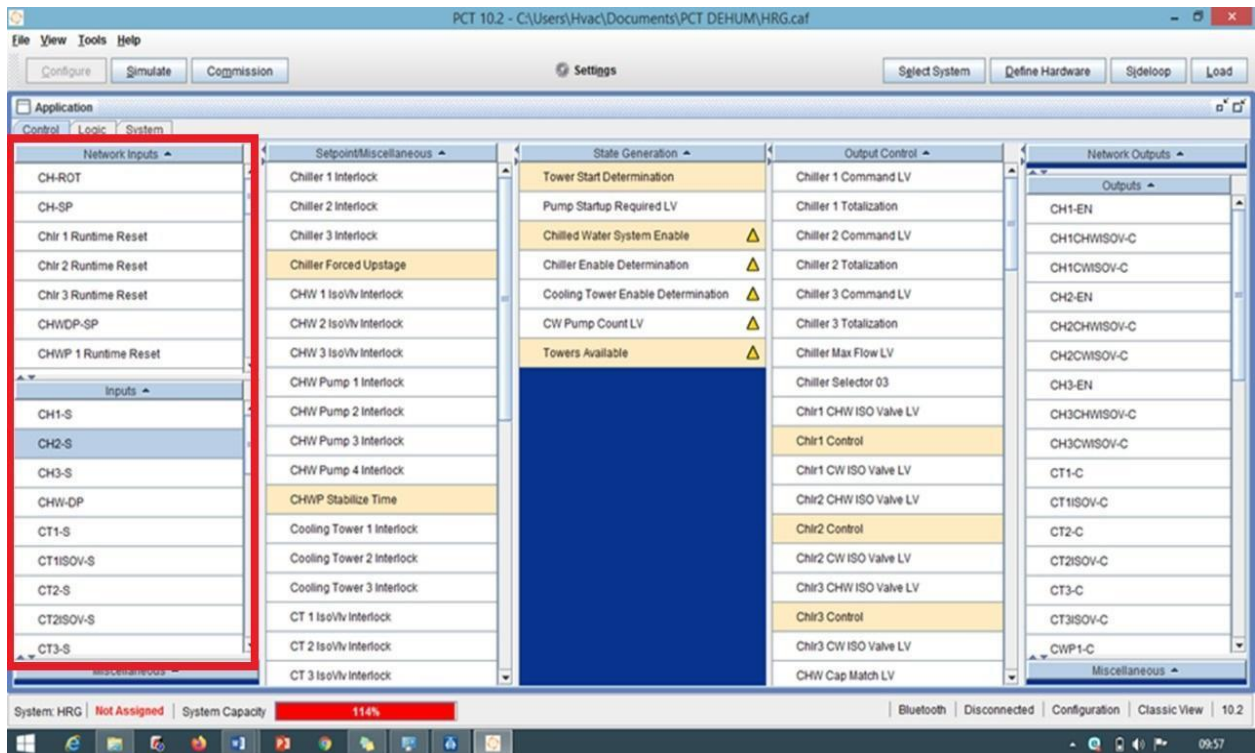 PCT 10.2 - C:\Users\Hvac\Documents\PCT DEHUM\HRG.caf
File View Tools Help
Configure Simulate Commission Settings Select System Define Hardware Sideloop Load
Application
Control Logic System
Network Inputs
CH-ROT
CH-SP
Chlr 1 Runtime Reset
Chlr 2 Runtime Reset
Chlr 3 Runtime Reset
CHWDP-SP
CHWP 1 Runtime Reset
Inputs
CH1-S
CH2-S
CH3-S
CHW-DP
CT1-S
CT1ISOV-S
CT2-S
CT2ISOV-S
CT3-S
Miscellaneous
Setpoint/Miscellaneous
Chiller 1 Interlock
Chiller 2 Interlock
Chiller 3 Interlock
Chiller Forced Upstage
CHW 1 IsoVlv Interlock
CHW 2 IsoVlv Interlock
CHW 3 IsoVlv Interlock
CHW Pump 1 Interlock
CHW Pump 2 Interlock
CHW Pump 3 Interlock
CHW Pump 4 Interlock
CHWP Stabilize Time
Cooling Tower 1 Interlock
Cooling Tower 2 Interlock
Cooling Tower 3 Interlock
CT 1 IsoVlv Interlock
CT 2 IsoVlv Interlock
CT 3 IsoVlv Interlock
State Generation
Tower Start Determination
Pump Startup Required LV
Chilled Water System Enable
Chiller Enable Determination
Cooling Tower Enable Determination
CW Pump Count LV
Towers Available
Output Control
Chiller 1 Command LV
Chiller 1 Totalization
Chiller 2 Command LV
Chiller 2 Totalization
Chiller 3 Command LV
Chiller 3 Totalization
Chiller Max Flow LV
Chiller Selector 03
Chlr1 CHW ISO Valve LV
Chlr1 Control
Chlr1 CW ISO Valve LV
Chlr2 CHW ISO Valve LV
Chlr2 Control
Chlr2 CW ISO Valve LV
Chlr3 CHW ISO Valve LV
Chlr3 Control
Chlr3 CW ISO Valve LV
CHW Cap Match LV
Network Outputs
Outputs
CH1-EN
CH1CHWISOV-C
CH1CWISOV-C
CH2-EN
CH2CHWISOV-C
CH2CWISOV-C
CH3-EN
CH3CHWISOV-C
CH3CWISOV-C
CT1-C
CT1ISOV-C
CT2-C
CT2ISOV-C
CT3-C
CT3ISOV-C
CWP1-C
Miscellaneous
System: HRG Not Assigned System Capacity 114% Bluetooth Disconnected Configuration Classic View 10.2
09:57